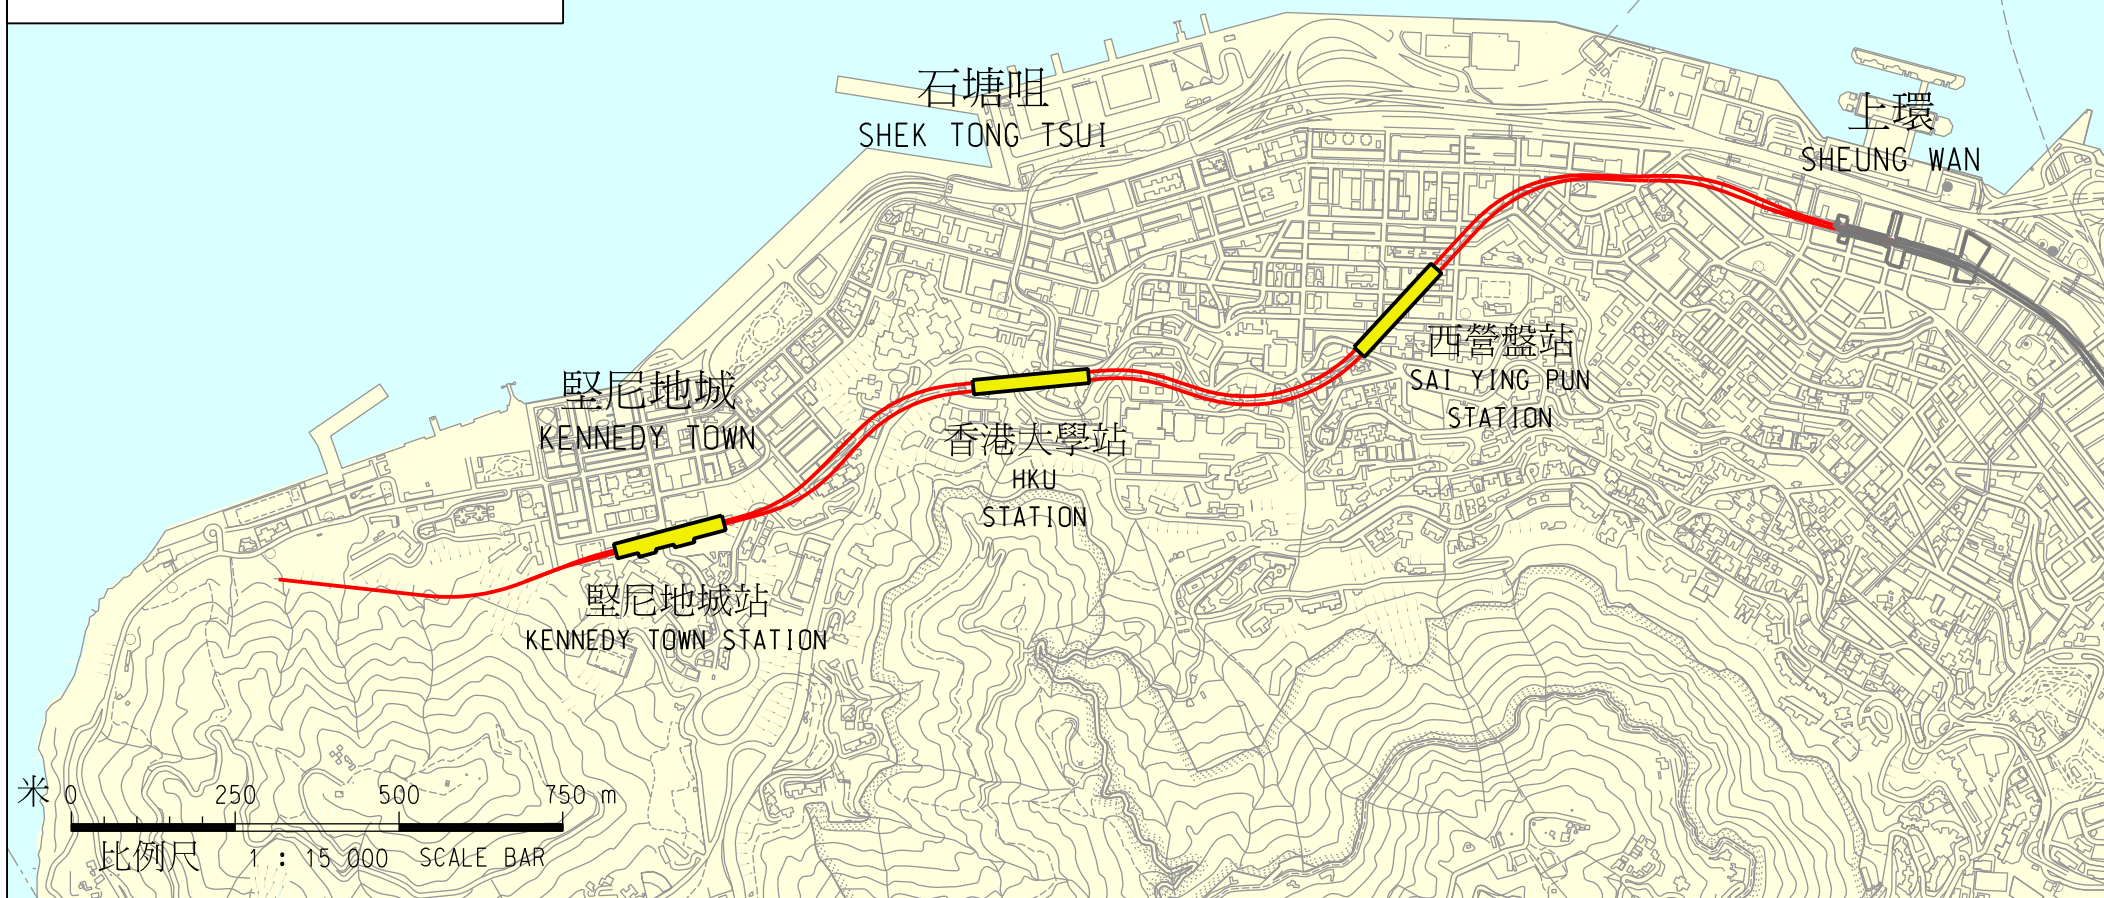 石塘咀
SHEK TONG TSUI
上環
SHEUNG WAN
西營盤站
SAI YING PUN
STATION
堅尼地城
KENNEDY TOWN
香港大學站
HKU
STATION
堅尼地城站
KENNEDY TOWN STATION
米 0 250 500 750 m
比例尺 1 : 15 000 SCALE BAR